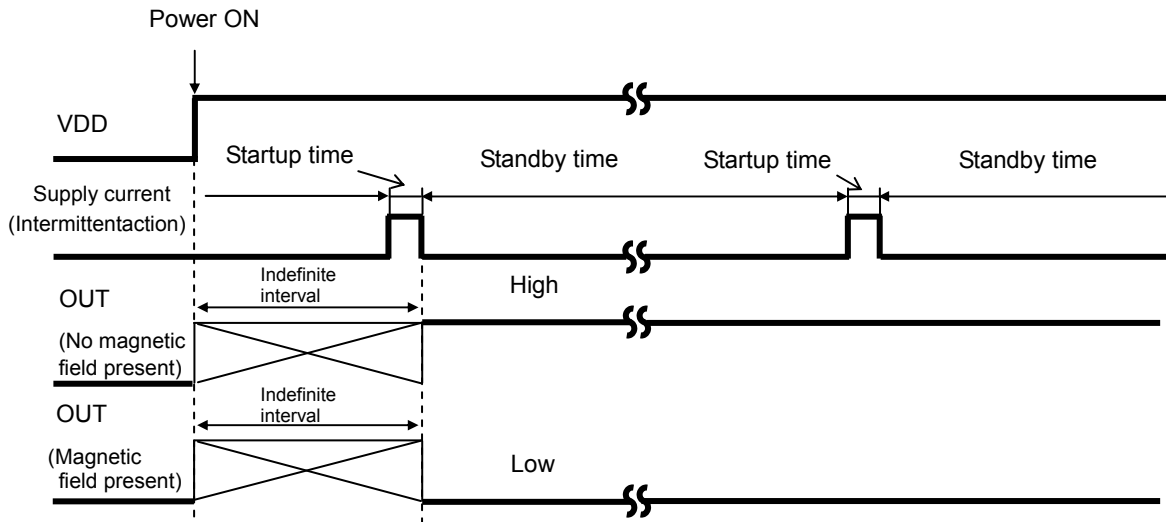 Power ON
VDD
Startup time
Standby time
Startup time
Standby time
Supply current
(Intermittentaction)
Indefinite
interval
High
OUT
(No magnetic
field present)
Indefinite
interval
OUT
(Magnetic
field present)
Low